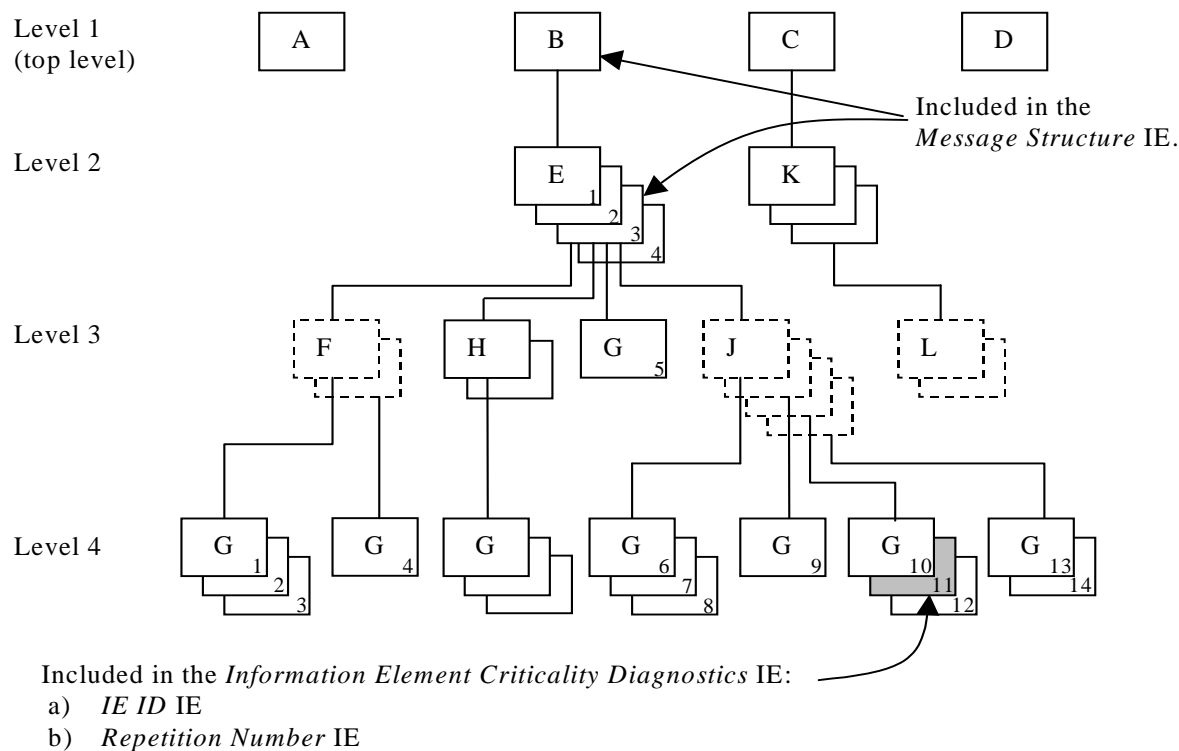 Level 1
(top level)
A
B
C
D
Included in the
Message Structure IE.
Level 2
E
1
2
3
4
K
Level 3
F
H
G
5
J
L
Level 4
G
1
2
3
G
4
G
G
6
7
8
G
9
G
10
11
12
G
13
14
Included in the Information Element Criticality Diagnostics IE:
a) IE ID IE
b) Repetition Number IE